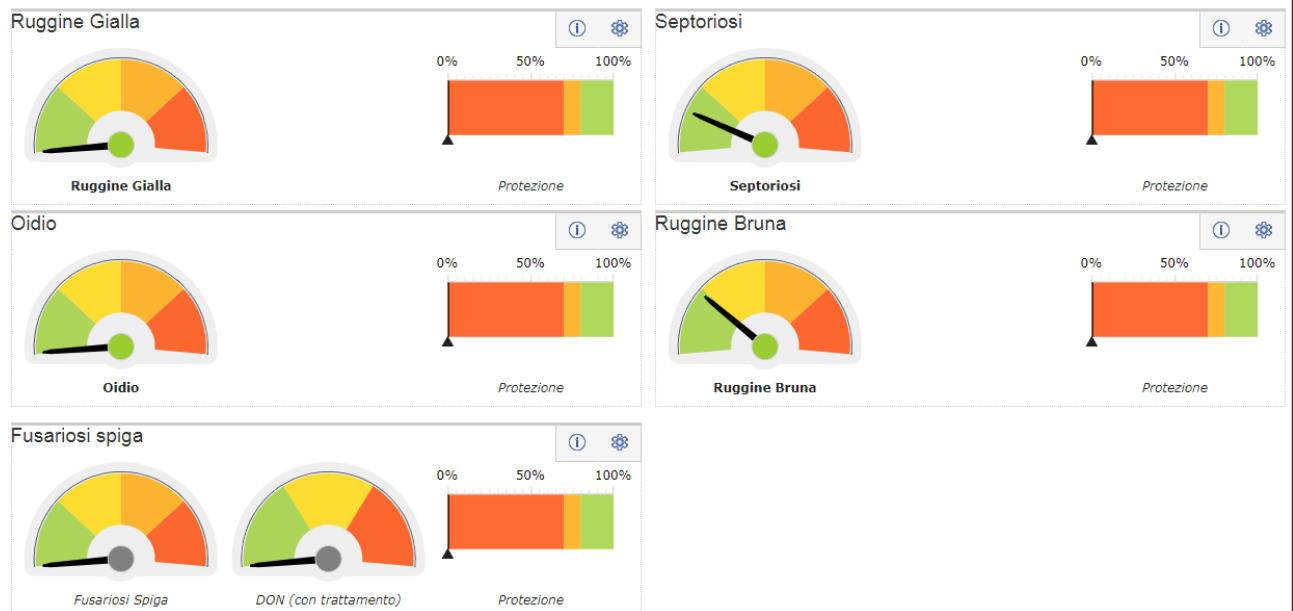 Ruggine Gialla
0% 50% 100%
Ruggine Gialla
Protezione
Septoriosi
0% 50% 100%
Septoriosi
Protezione
Oidio
0% 50% 100%
Oidio
Protezione
Ruggine Bruna
0% 50% 100%
Ruggine Bruna
Protezione
Fusariosi spiga
0% 50% 100%
Fusariosi Spiga
DON (con trattamento)
Protezione